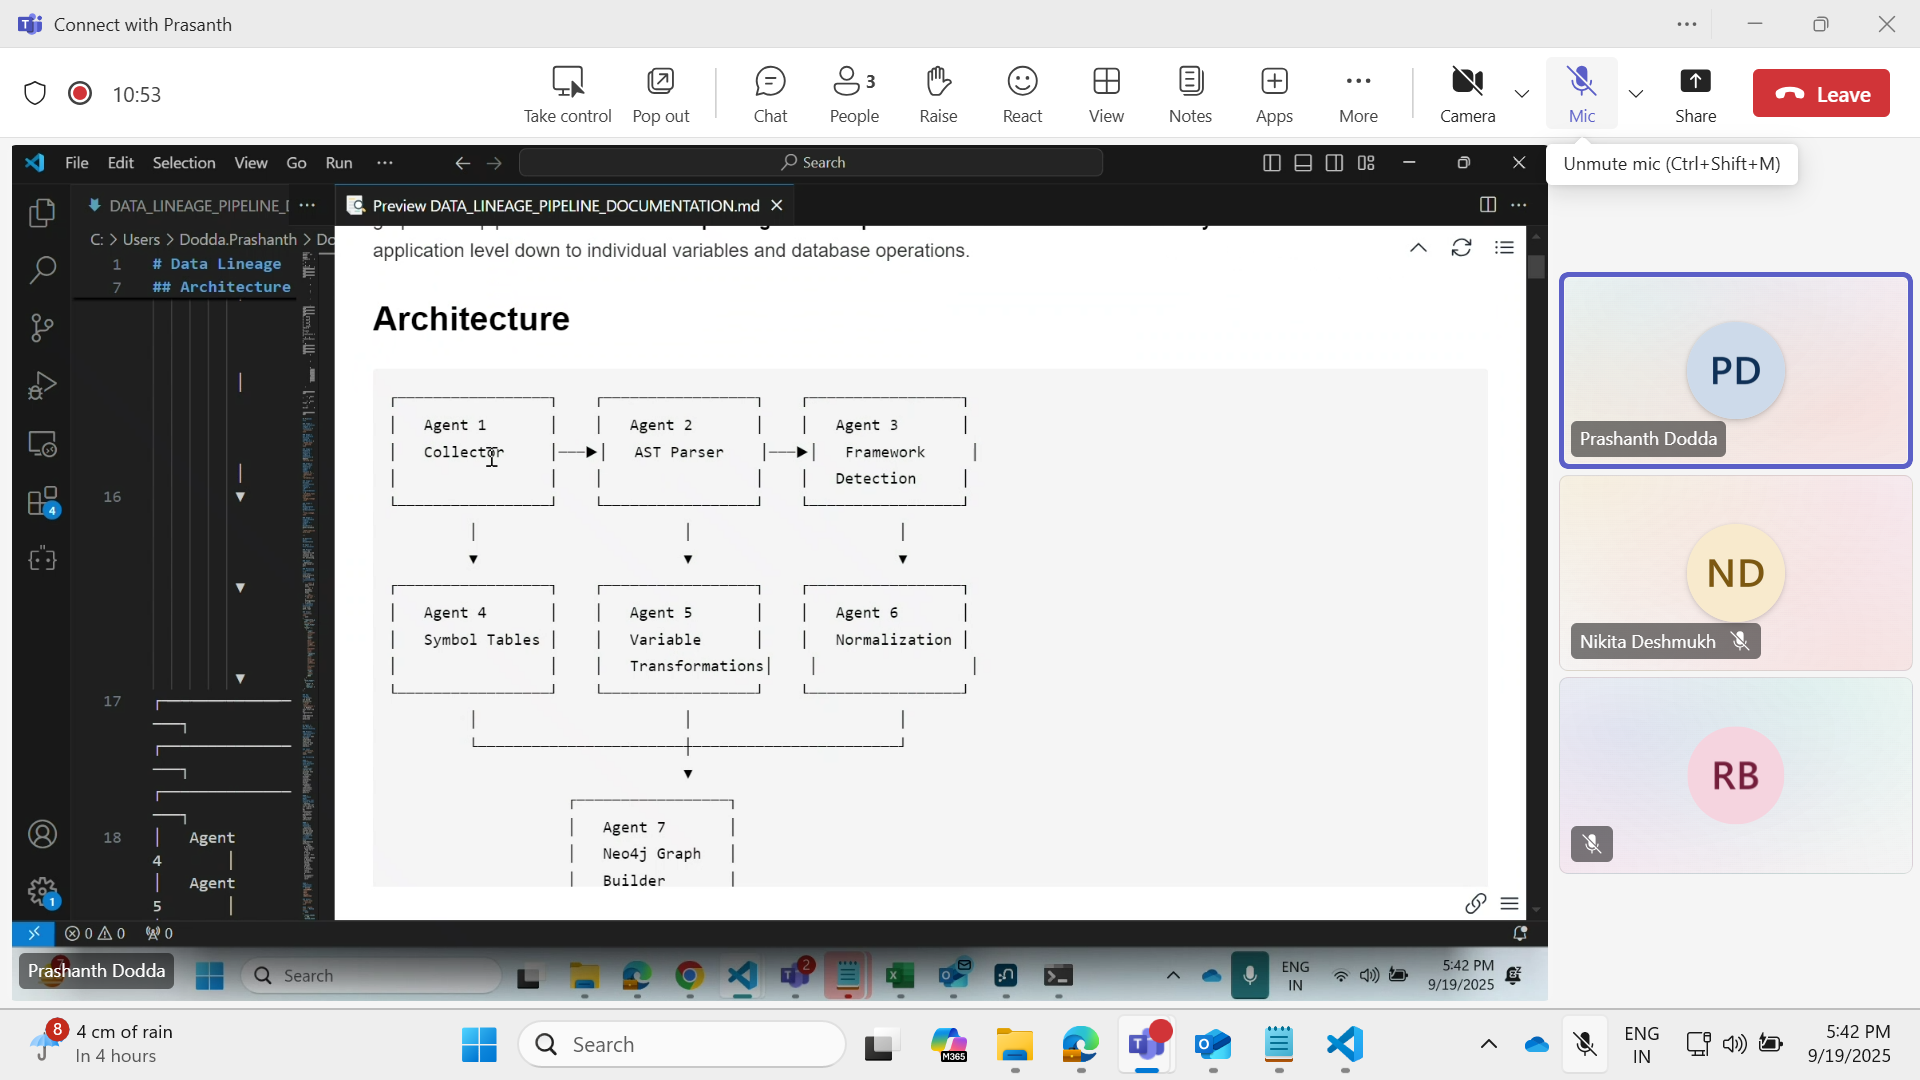 Connect with Prasanth
10:53
Take control
Pop out
Chat
3
People
Raise
React
View
Notes
Apps
More
Camera
Mic
Share
Leave
Unmute mic (Ctrl+Shift+M)
File Edit Selection View Go Run
Search
DATA_LINEAGE_PIPELINE_
Preview DATA_LINEAGE_PIPELINE_DOCUMENTATION.md
C: > Users > Dodda.Prashanth > Do
1 # Data Lineage
7 ## Architecture
16
17
18 Agent
4
Agent
5
application level down to individual variables and database operations.
Architecture
Agent 1 Agent 2 Agent 3
Collector AST Parser Framework
Detection
Agent 4 Agent 5 Agent 6
Symbol Tables Variable Normalization
Transformations
Agent 7
Neo4j Graph
Builder
4
1
0 0 0
PD
Prashanth Dodda
ND
Nikita Deshmukh
RB
Prashanth Dodda
Search
2
ENG
IN
5:42 PM
9/19/2025
8
4 cm of rain
In 4 hours
Search
M365
ENG
IN
5:42 PM
9/19/2025